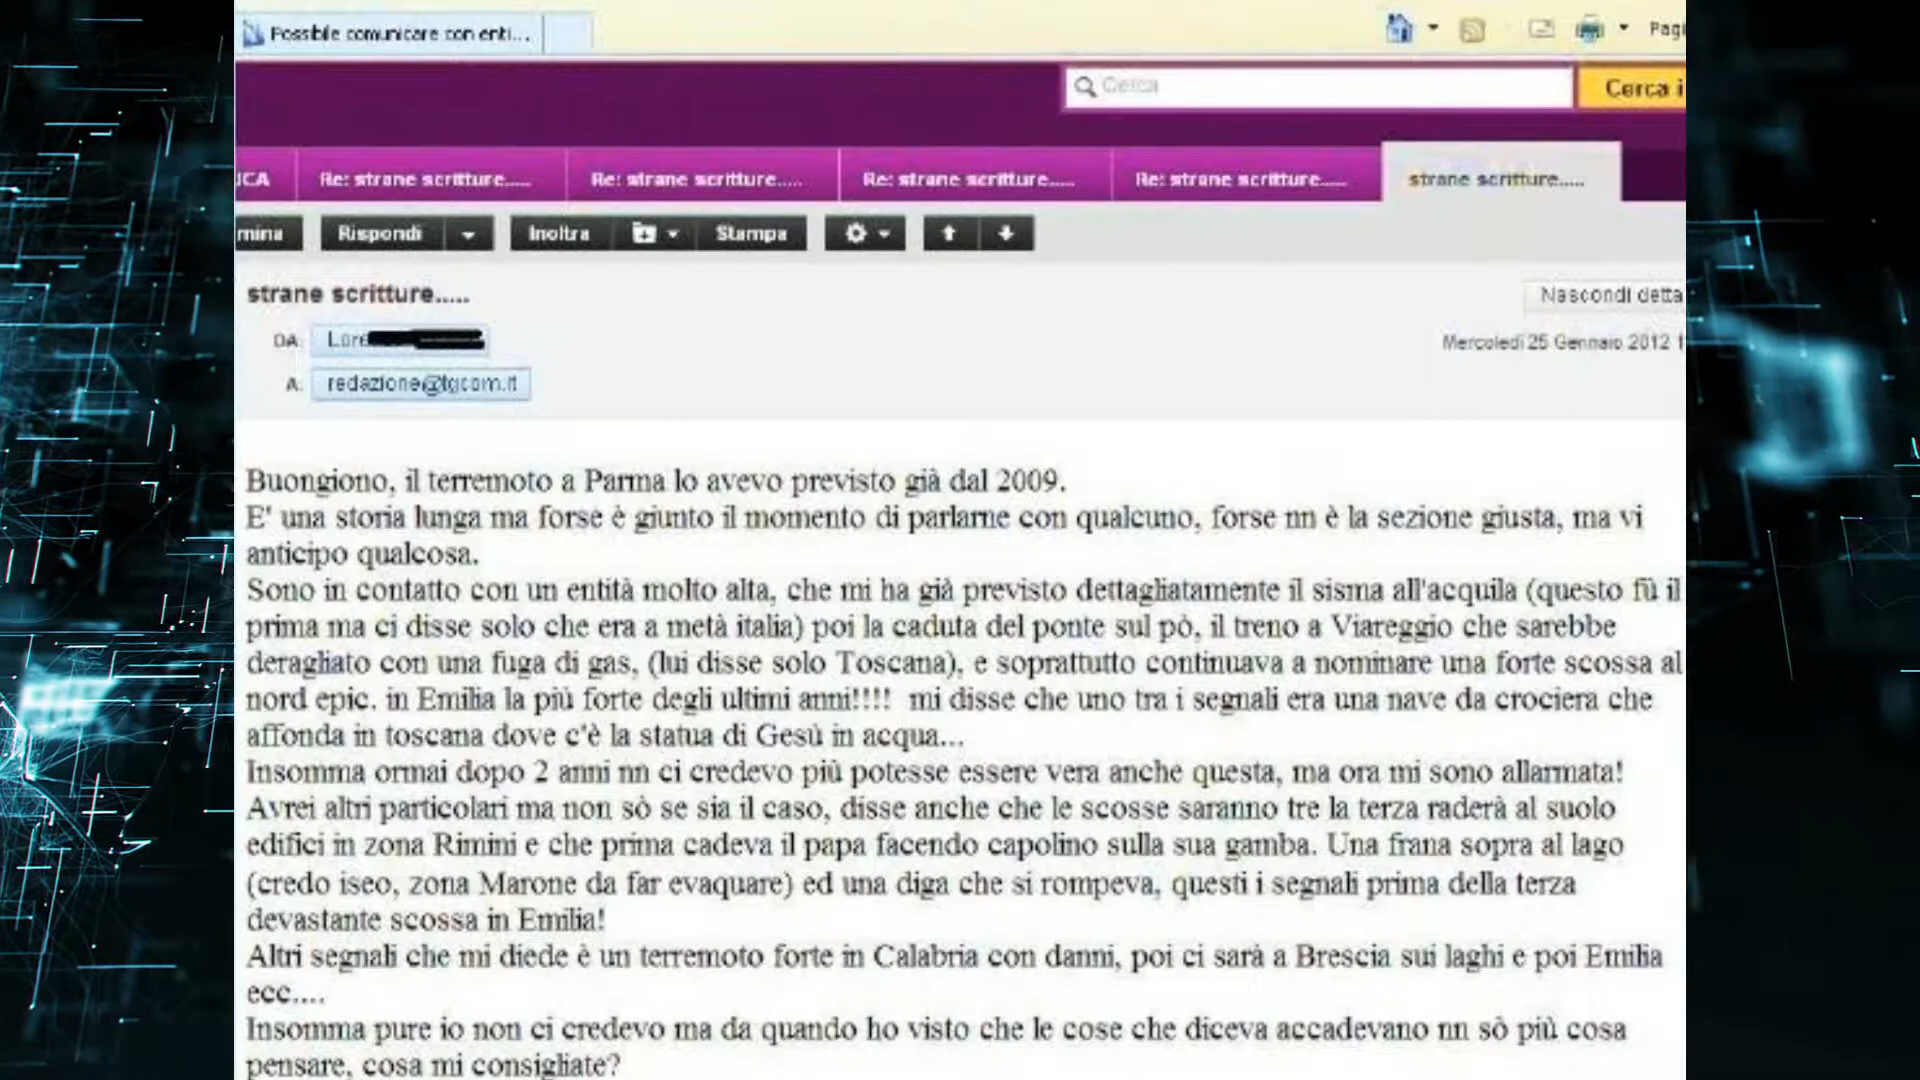 Possbile comunicare con enti...
Pagi
Cerca
Cerca i
ICA
Re: strane scritture.....
Re: strane scritture.....
Re: strane scritture.....
Re: strane scritture.....
strane scritture.....
mina
Rispondi
Inoltra
Stampa
strane scritture.....
Nascondi detta
DA:
Lore
Mercoledì 25 Gennaio 2012 1
A:
redazione@tgcom.it
Buongiono, il terremoto a Parma lo avevo previsto già dal 2009.
E' una storia lunga ma forse è giunto il momento di parlarne con qualcuno, forse nn è la sezione giusta, ma vi
anticipo qualcosa.
Sono in contatto con un entità molto alta, che mi ha già previsto dettagliatamente il sisma all'acquila (questo fù il
prima ma ci disse solo che era a metà italia) poi la caduta del ponte sul pò, il treno a Viareggio che sarebbe
deragliato con una fuga di gas, (lui disse solo Toscana), e soprattutto continuava a nominare una forte scossa al
nord epic. in Emilia la più forte degli ultimi anni!!!! mi disse che uno tra i segnali era una nave da crociera che
affonda in toscana dove c'è la statua di Gesù in acqua...
Insomma ormai dopo 2 anni nn ci credevo più potesse essere vera anche questa, ma ora mi sono allarmata!
Avrei altri particolari ma non sò se sia il caso, disse anche che le scosse saranno tre la terza raderà al suolo
edifici in zona Rimini e che prima cadeva il papa facendo capolino sulla sua gamba. Una frana sopra al lago
(credo iseo, zona Marone da far evaquare) ed una diga che si rompeva, questi i segnali prima della terza
devastante scossa in Emilia!
Altri segnali che mi diede è un terremoto forte in Calabria con danni, poi ci sarà a Brescia sui laghi e poi Emilia
ecc....
Insomma pure io non ci credevo ma da quando ho visto che le cose che diceva accadevano nn sò più cosa
pensare, cosa mi consigliate?